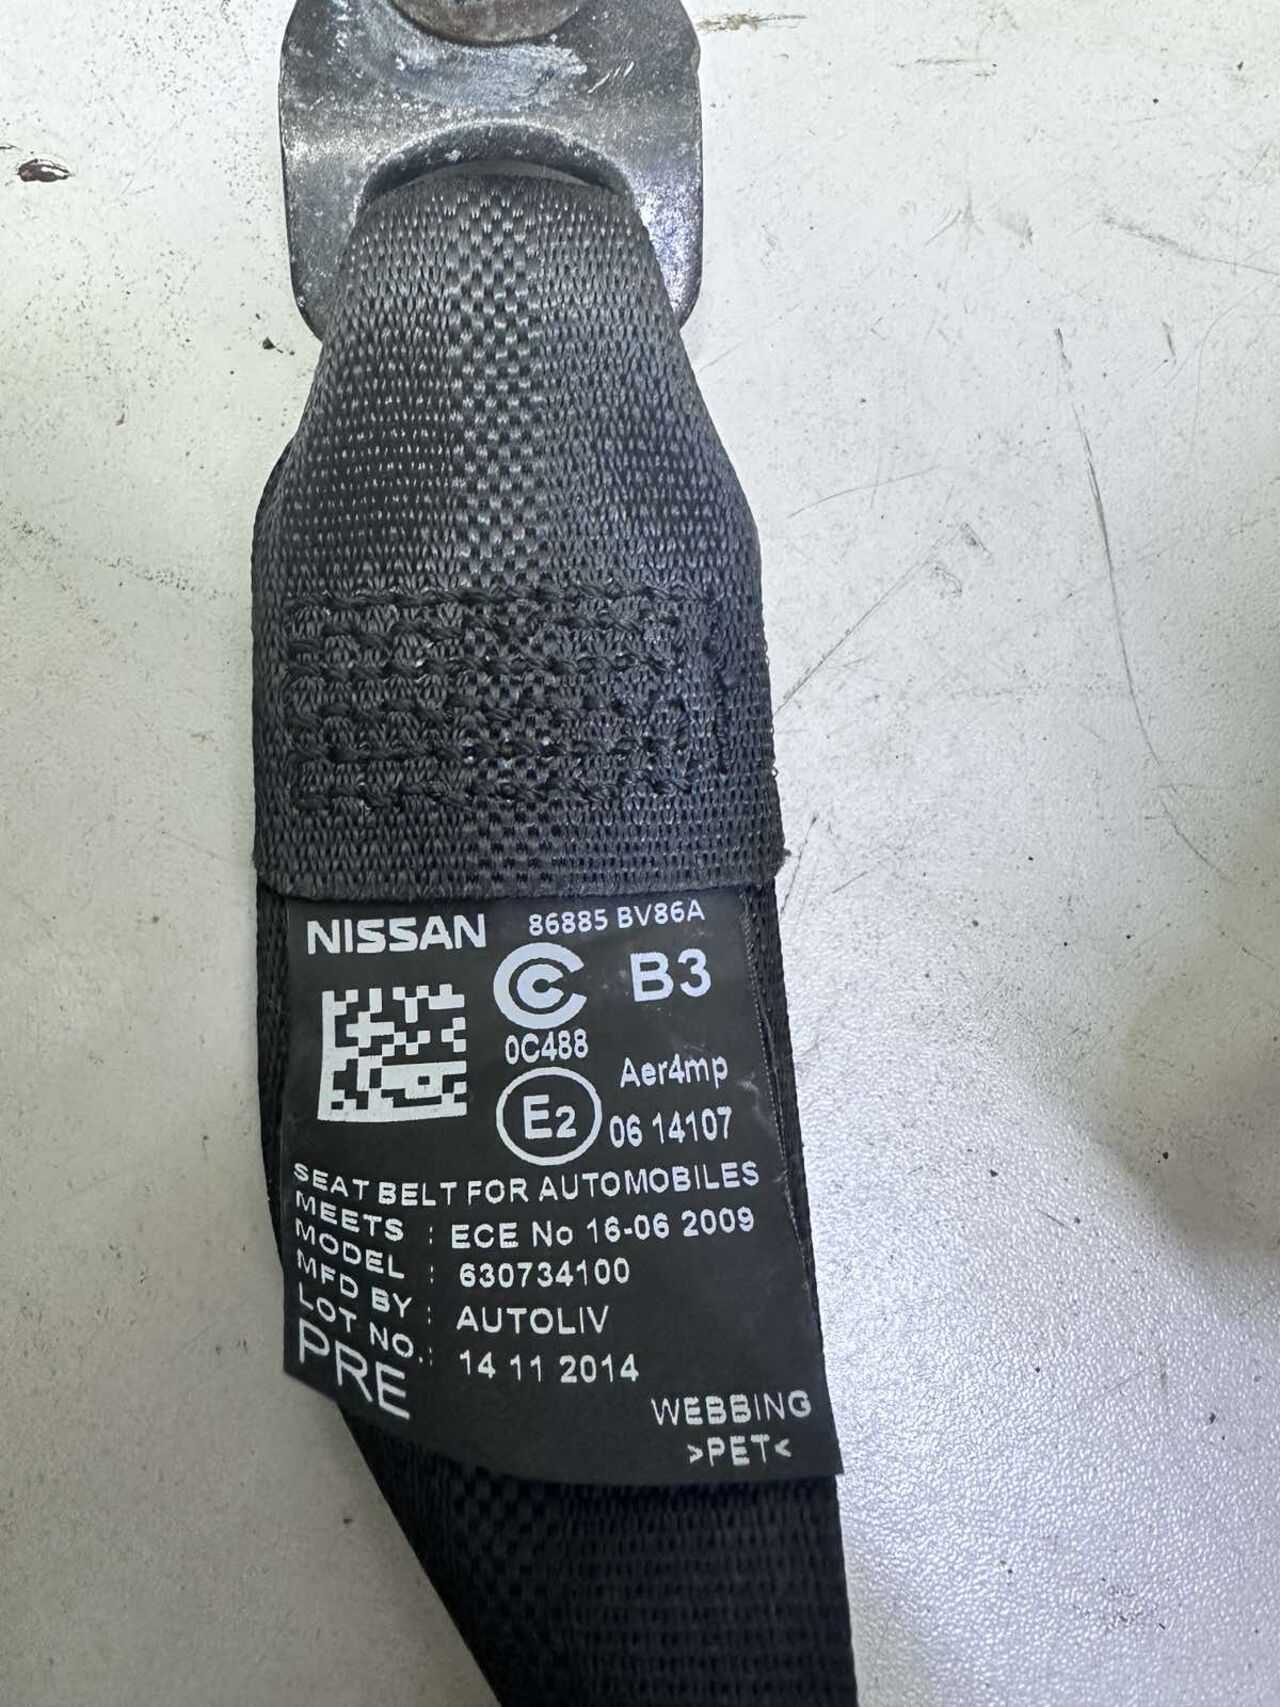 NISSAN 86885 BV86A
B3
0C488
Aer4mp
E2 06 14107
SEAT BELT FOR AUTOMOBILES
MEETS : ECE No 16-06 2009
MODEL : 630734100
MFD BY : AUTOLIV
LOT NO. : 14 11 2014
PRE
WEBBING
>PET<